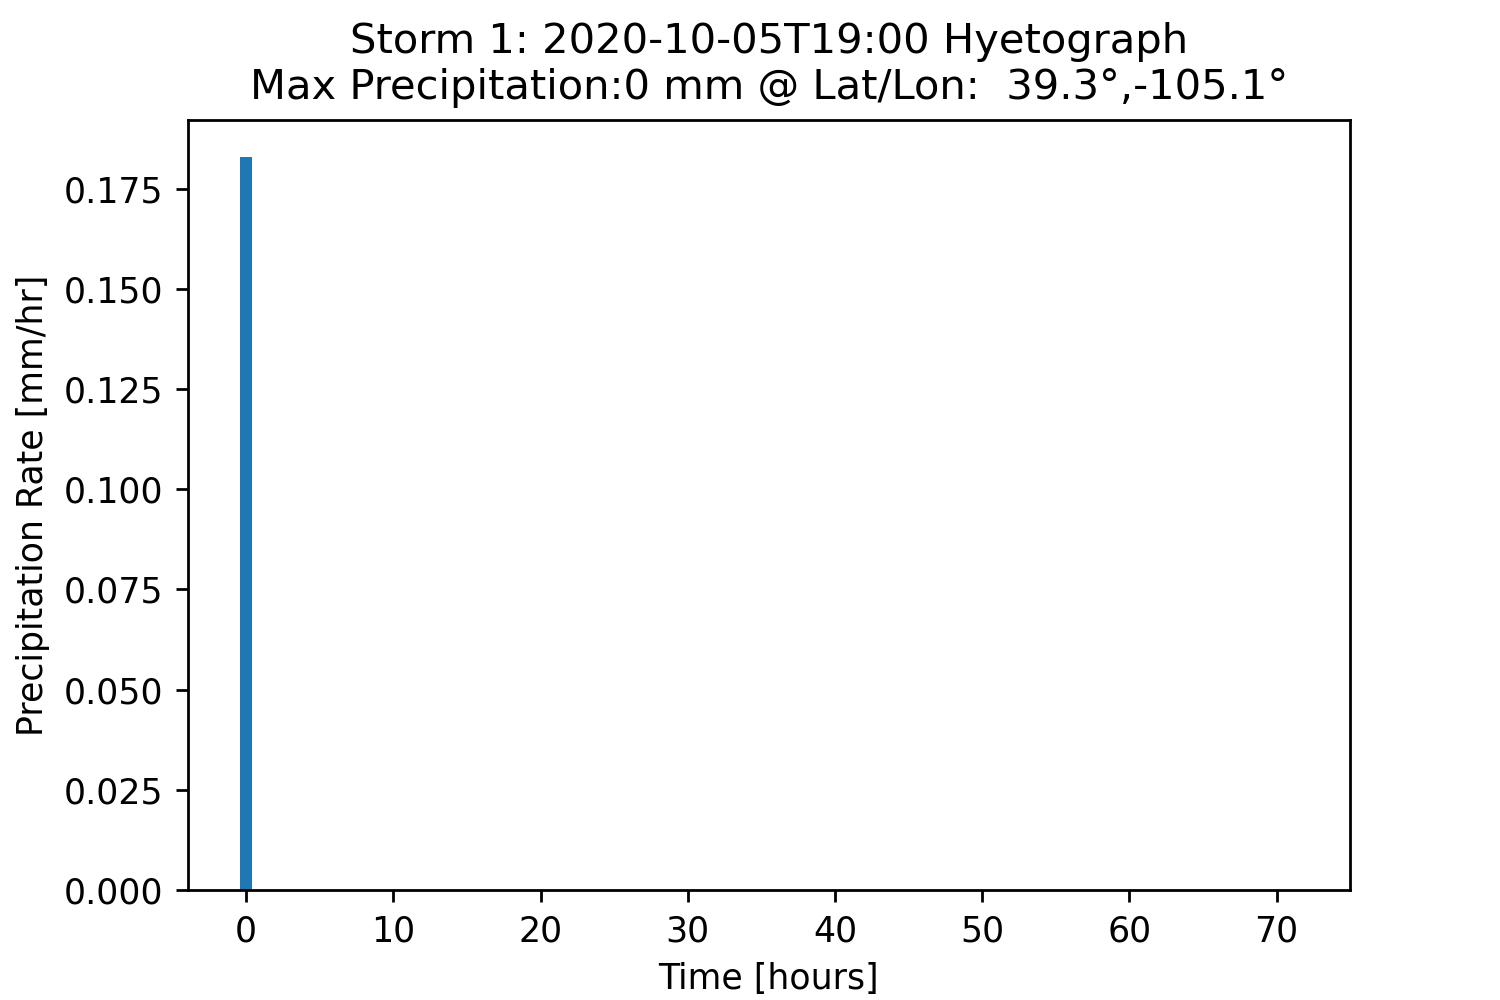 Storm 1: 2020-10-05T19:00 Hyetograph
Max Precipitation:0 mm @ Lat/Lon:  39.3°,-105.1°
Precipitation Rate [mm/hr]
0.175
0.150
0.125
0.100
0.075
0.050
0.025
0.000
0 10 20 30 40 50 60 70
Time [hours]